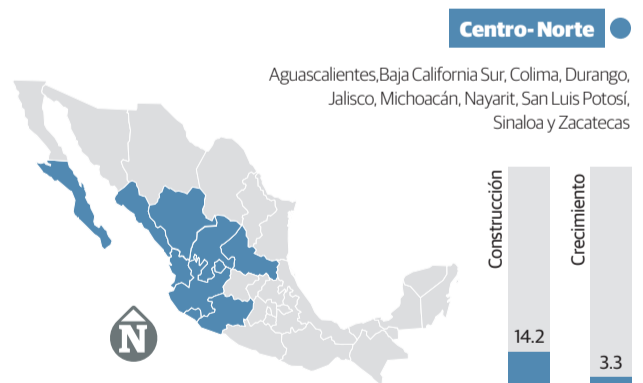 Centro-Norte
Aguascalientes,Baja California Sur, Colima, Durango,
Jalisco, Michoacán, Nayarit, San Luis Potosí,
Sinaloa y Zacatecas
Construcción
Crecimiento
14.2
3.3
N